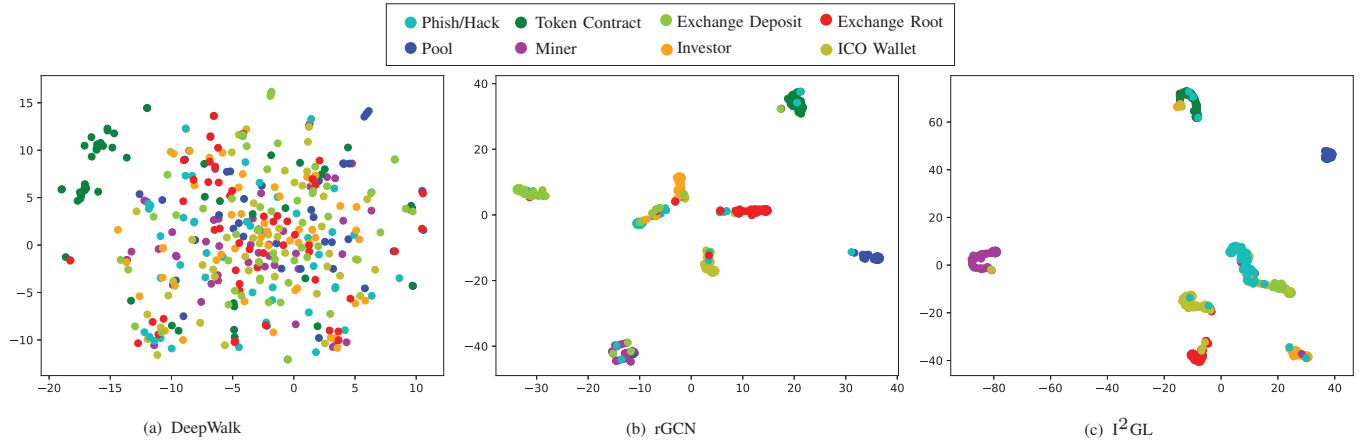 Phish/Hack Token Contract Exchange Deposit Exchange Root
Pool Miner Investor ICO Wallet
15
10
5
0
−5
−10
−20 −15 −10 −5 0 5 10
(a) DeepWalk
40
20
0
−20
−40
−30 −20 −10 0 10 20 30 40
(b) rGCN
60
40
20
0
−20
−40
−80 −60 −40 −20 0 20 40
(c) I²GL